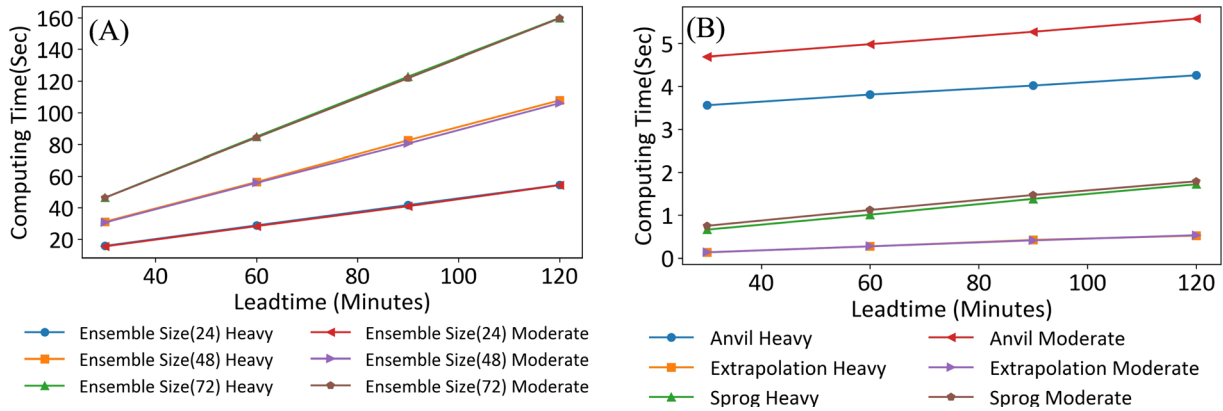 (A)
Computing Time(Sec)
160
140
120
100
80
60
40
20
40 60 80 100 120
Leadtime (Minutes)
Ensemble Size(24) Heavy
Ensemble Size(48) Heavy
Ensemble Size(72) Heavy
Ensemble Size(24) Moderate
Ensemble Size(48) Moderate
Ensemble Size(72) Moderate
(B)
Computing Time(Sec)
5
4
3
2
1
0
40 60 80 100 120
Leadtime (Minutes)
Anvil Heavy
Extrapolation Heavy
Sprog Heavy
Anvil Moderate
Extrapolation Moderate
Sprog Moderate